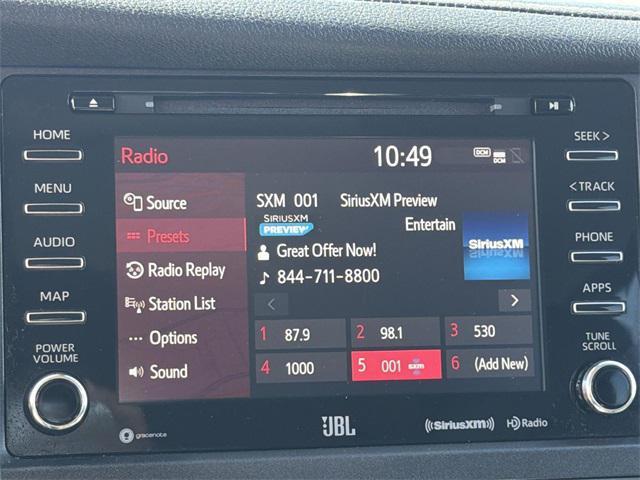 HOME
MENU
AUDIO
MAP
POWER
VOLUME
SEEK >
< TRACK
PHONE
APPS
TUNE
SCROLL
Radio
10:49
DCM
DCM
Source
Presets
Radio Replay
Station List
Options
Sound
SXM 001 SiriusXM Preview
SIRIUSXM
PREVIEW
Entertain
Great Offer Now!
844-711-8800
SiriusXM
1 87.9
2 98.1
3 530
4 1000
5 001 sxm
6 (Add New)
gracenote
JBL
((SiriusXM))
HD Radio